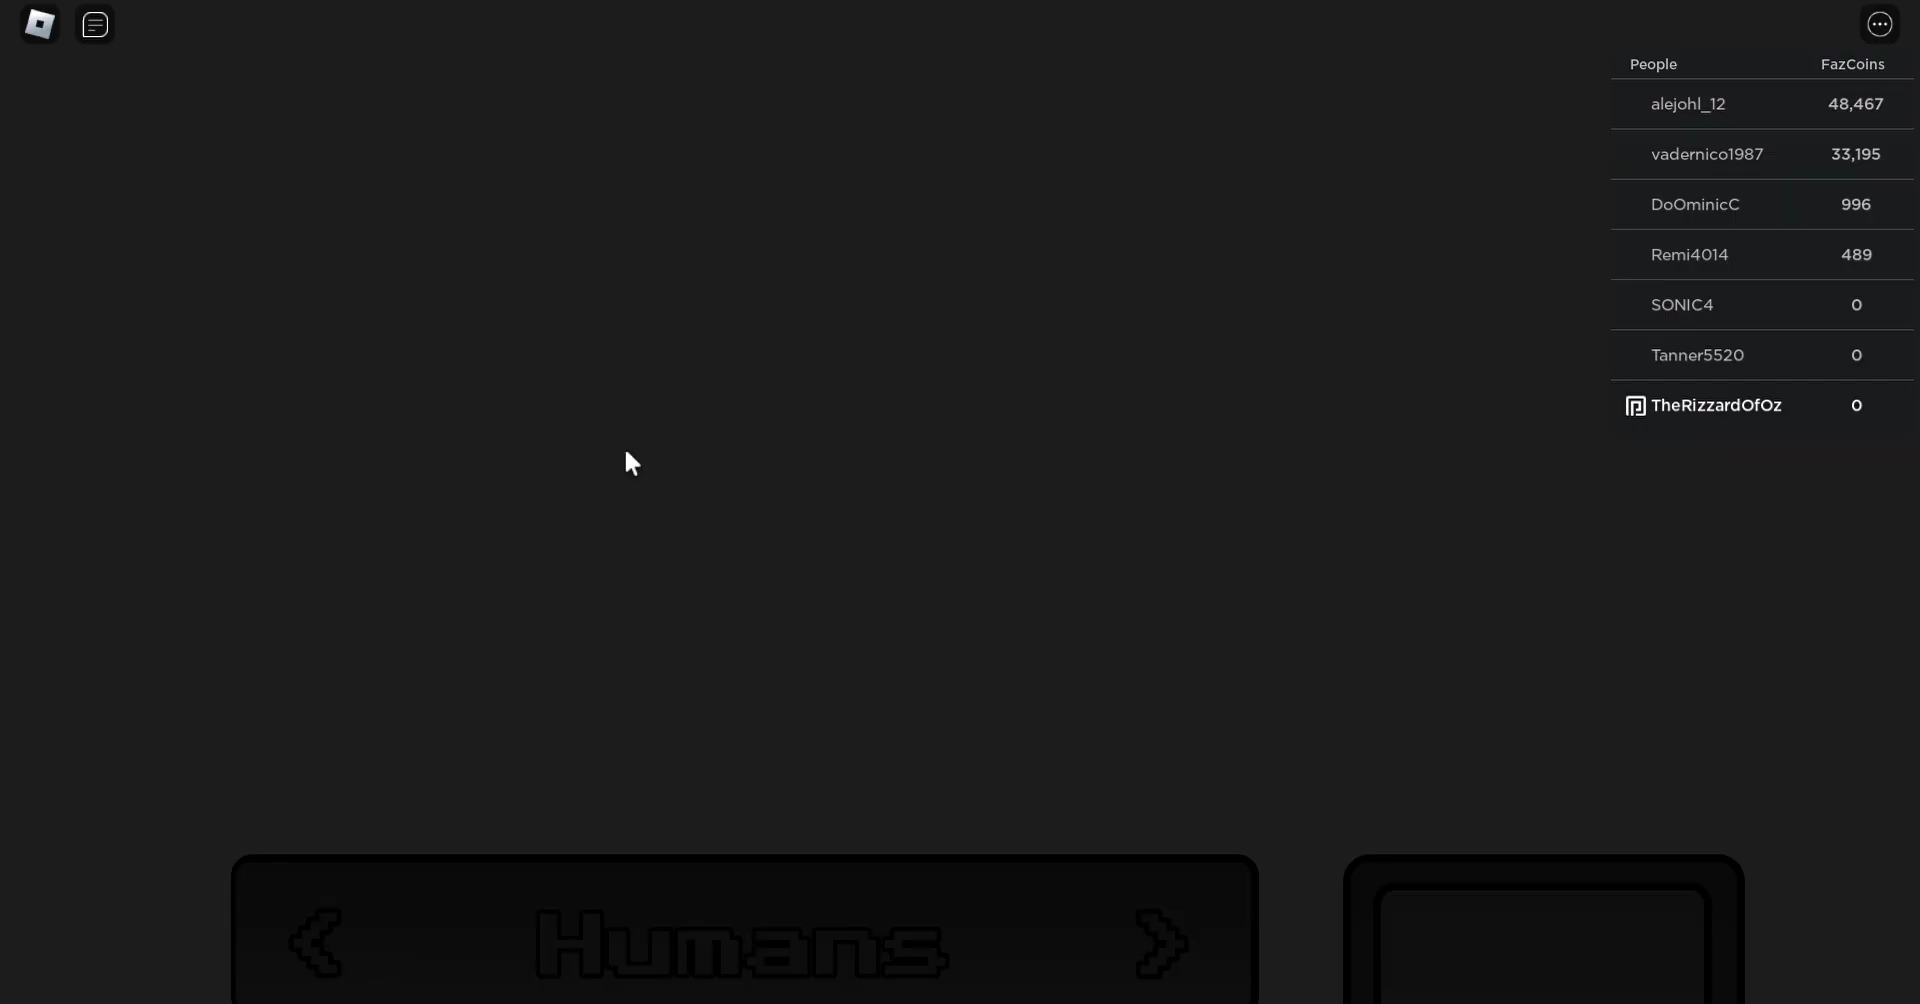 People FazCoins
alejohl_12 48,467
vadernico1987 33,195
DoOminicC 996
Remi4014 489
SONIC4 0
Tanner5520 0
TheRizzardOfOz 0
Humans